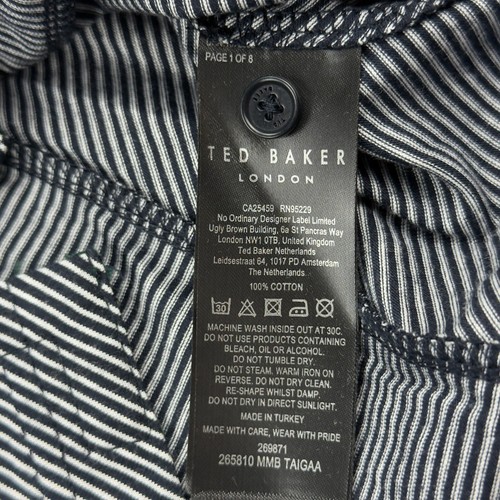 PAGE 1 OF 8
TED BAKER
LONDON
CA25459 RN95229
No Ordinary Designer Label Limited
Ugly Brown Building, 6a St Pancras Way
London NW1 0TB, United Kingdom
Ted Baker Netherlands,
Leidsestraat 64, 1017 PD Amsterdam
The Netherlands
100% COTTON
30
MACHINE WASH INSIDE OUT AT 30C.
DO NOT USE PRODUCTS CONTAINING
BLEACH, OIL OR ALCOHOL.
DO NOT TUMBLE DRY.
DO NOT STEAM. WARM IRON ON
REVERSE. DO NOT DRY CLEAN.
RE-SHAPE WHILST DAMP.
DO NOT DRY IN DIRECT SUNLIGHT.
MADE IN TURKEY
MADE WITH CARE, WEAR WITH PRIDE
269871
265810 MMB TAIGAA